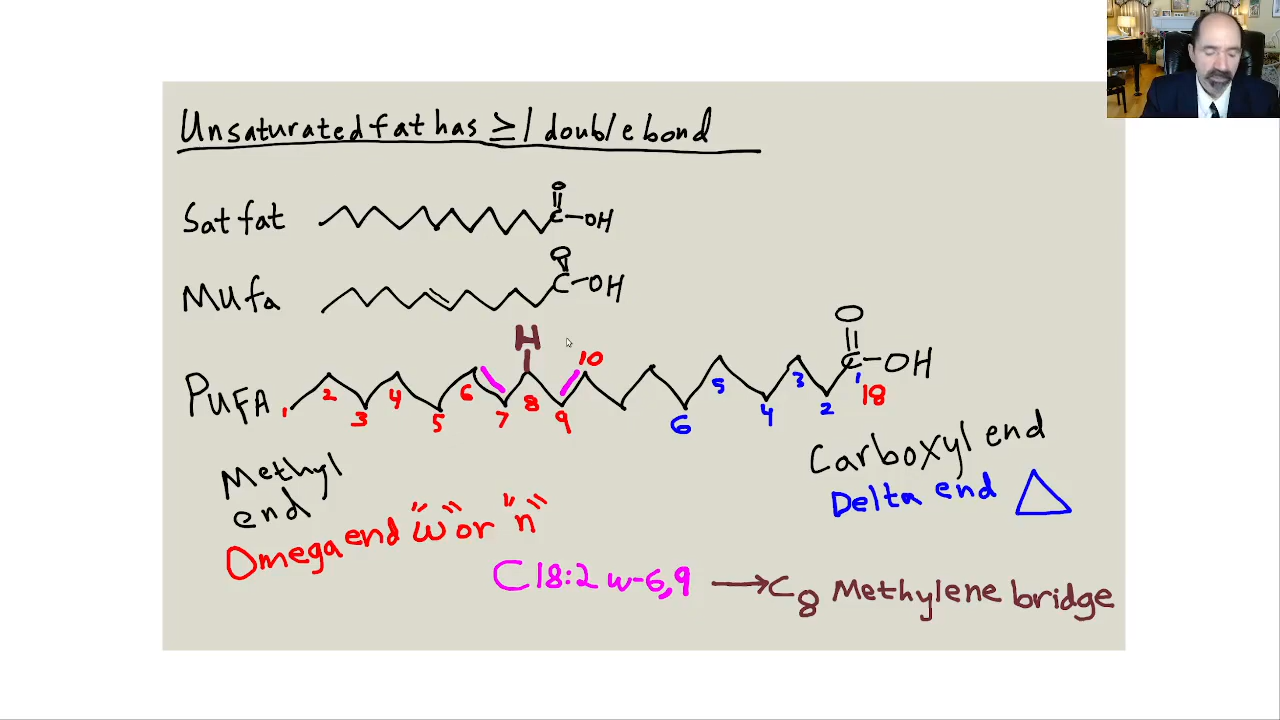 Unsaturated fat has ≥1 double bond
Sat fat
O
C-OH
Mufa
O
C-OH
H
O
PUFA
C-OH
1 2 3 4 5 6 7 8 9 10 6 5 4 3 2 1 18
Methyl
end
Carboxyl end
Delta end △
Omega end "ω" or "n"
C18:2 ω-6,9 → C8 Methylene bridge